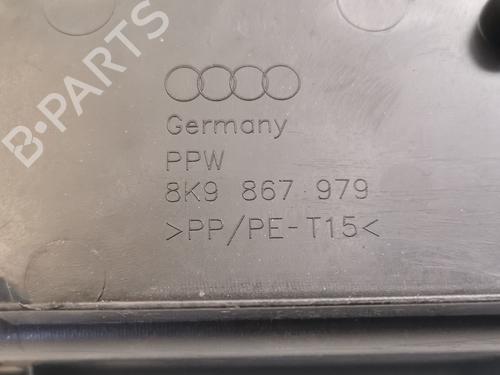 B-PARTS
Germany
PPW
8K9 867 979
>PP/PE-T15<